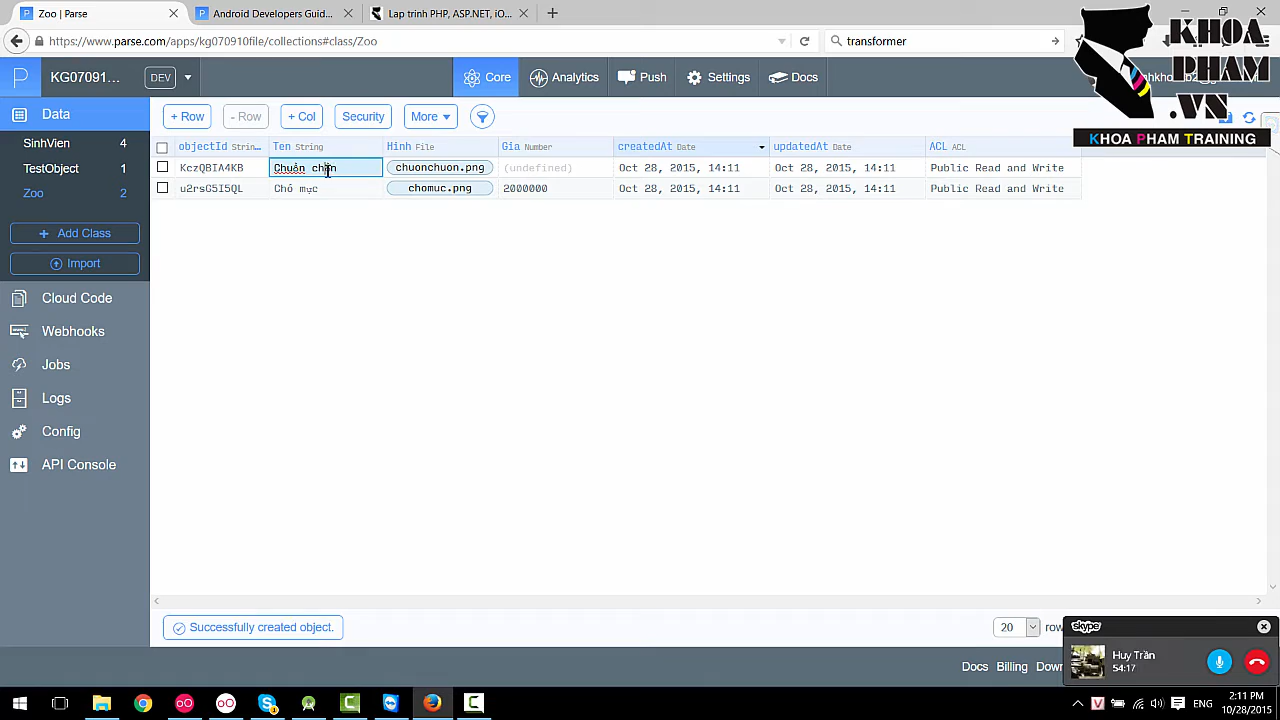 Zoo | Parse
Android Developers Guid...
Lap trình PHP, ASP.NET, iO...
https://www.parse.com/apps/kg070910file/collections#class/Zoo
transformer
KHOA
PHAM
.VN
KHOA PHAM TRAINING
P KG07091... DEV
Core
Analytics
Push
Settings
Docs
Data
SinhVien 4
TestObject 1
Zoo 2
Add Class
Import
Cloud Code
Webhooks
Jobs
Logs
Config
API Console
+ Row
- Row
+ Col
Security
More
objectId Strin... Ten String Hinh File Gia Number createdAt Date updatedAt Date ACL ACL
KczQBIA4KB Chuồn chồn chuonchuon.png (undefined) Oct 28, 2015, 14:11 Oct 28, 2015, 14:11 Public Read and Write
u2rsG5I5QL Chó mực chomuc.png 2000000 Oct 28, 2015, 14:11 Oct 28, 2015, 14:11 Public Read and Write
Successfully created object.
20
Docs Billing
skype
Huy Trần
54:17
ENG
2:11 PM
10/28/2015